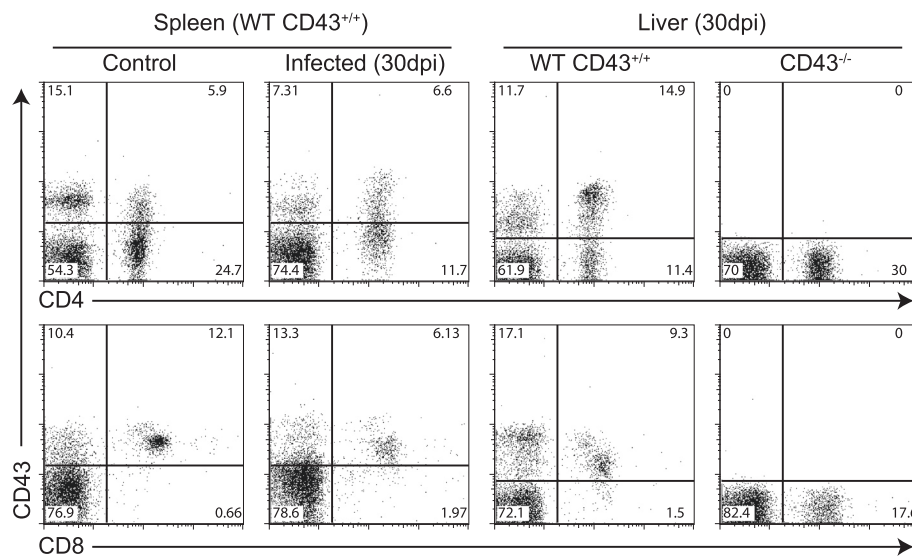 Spleen (WT CD43+/+) Liver (30dpi)
Control Infected (30dpi) WT CD43+/+ CD43-/-
15.1 5.9 7.31 6.6 11.7 14.9 0 0
54.3 24.7 74.4 11.7 61.9 11.4 70 30
CD4
10.4 12.1 13.3 6.13 17.1 9.3 0 0
76.9 0.66 78.6 1.97 72.1 1.5 82.4 17.6
CD43
CD8